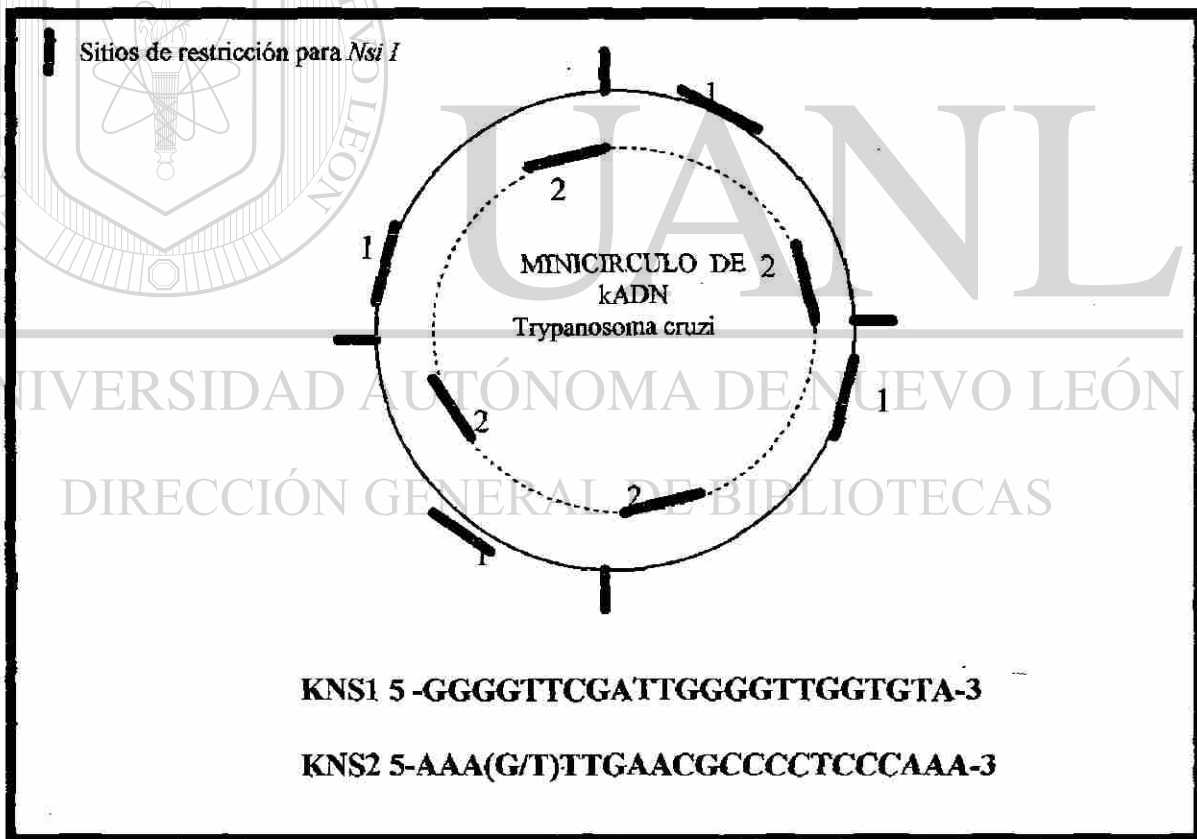 Sitios de restricción para Nsi I
UANL
1
2
1
MINICIRCULO DE
2
kADN
Trypanosoma cruzi
UNIVERSIDAD AUTÓNOMA DE NUEVO LEÓN
1
2
DIRECCIÓN GENERAL DE BIBLIOTECAS
2
1
KNS1 5 -GGGGTTCGATTGGGGTTGGTGTA-3
KNS2 5-AAA(G/T)TTGAACGCCCCTCCCAAA-3